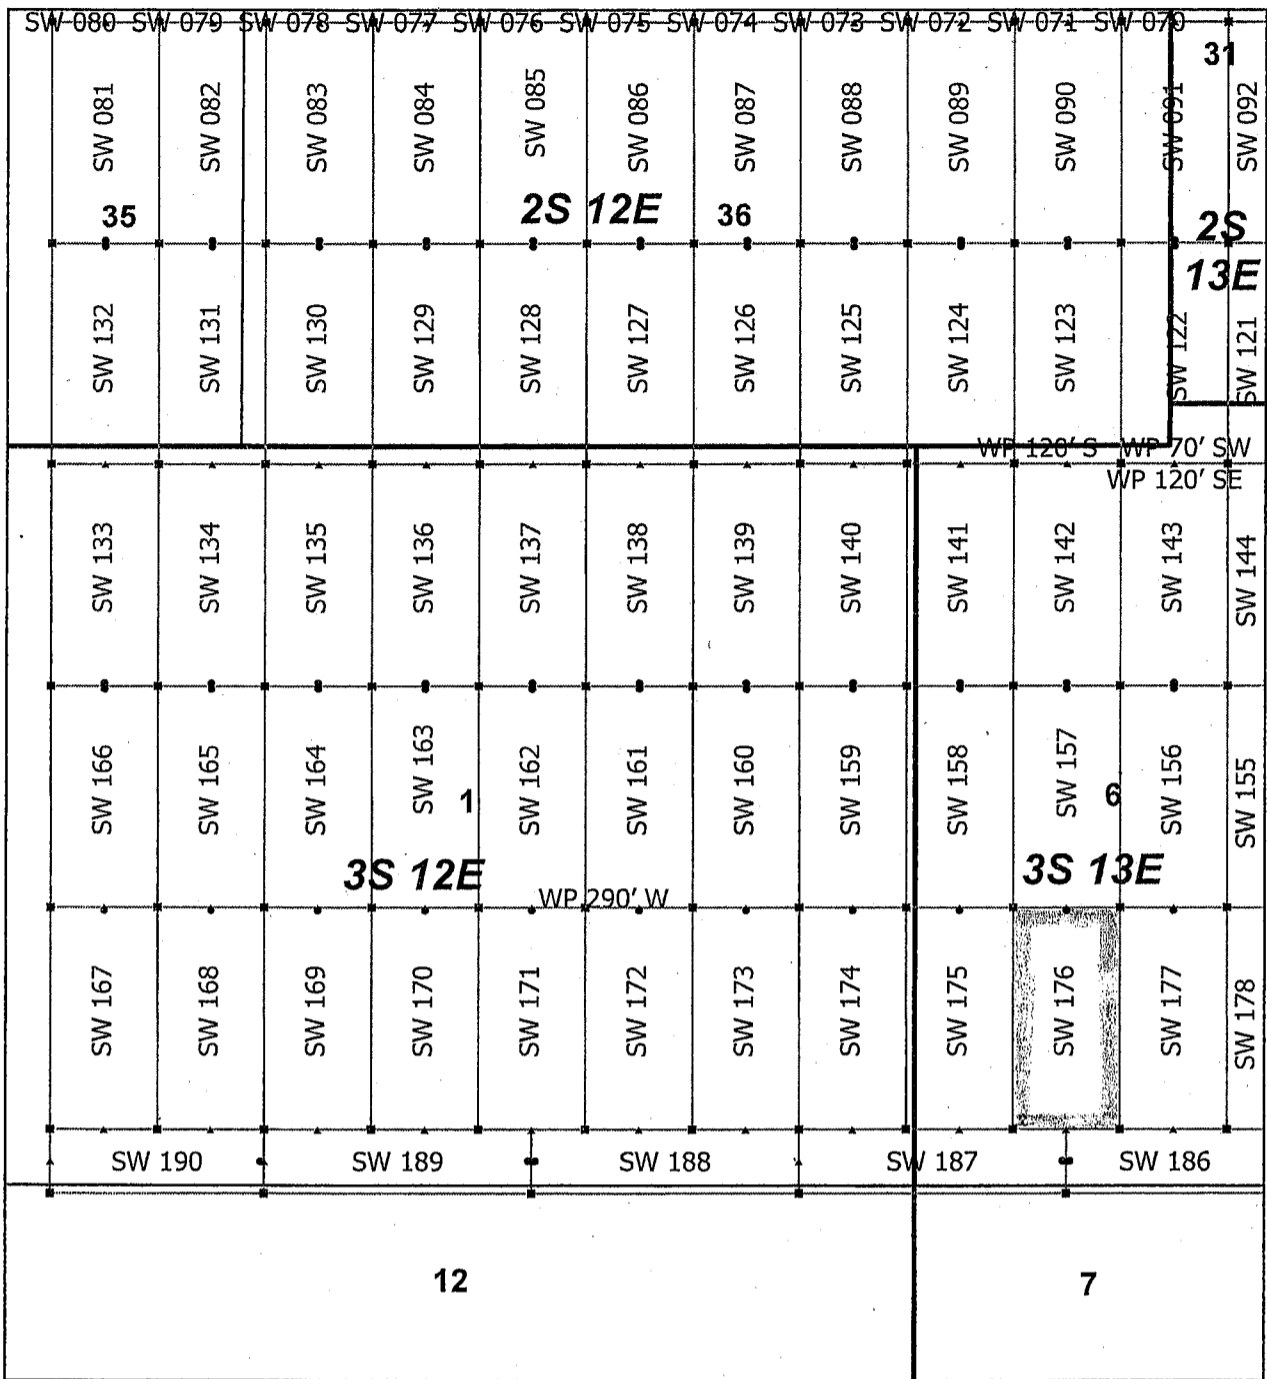 SW 080 SW 079 SW 078 SW 077 SW 076 SW 075 SW 074 SW 073 SW 072 SW 071 SW 070
31
SW 081 SW 082 SW 083 SW 084 SW 085 SW 086 SW 087 SW 088 SW 089 SW 090 SW 091 SW 092
35 2S 12E 36 2S
13E
SW 132 SW 131 SW 130 SW 129 SW 128 SW 127 SW 126 SW 125 SW 124 SW 123 SW 122 SW 121
WP 120' S WP 70' SW
WP 120' SE
SW 133 SW 134 SW 135 SW 136 SW 137 SW 138 SW 139 SW 140 SW 141 SW 142 SW 143 SW 144
SW 166 SW 165 SW 164 SW 163 SW 162 SW 161 SW 160 SW 159 SW 158 SW 157 SW 156 SW 155
1 6
3S 12E 3S 13E
WP 290' W
SW 167 SW 168 SW 169 SW 170 SW 171 SW 172 SW 173 SW 174 SW 175 SW 176 SW 177 SW 178
SW 190 SW 189 SW 188 SW 187 SW 186
12 7